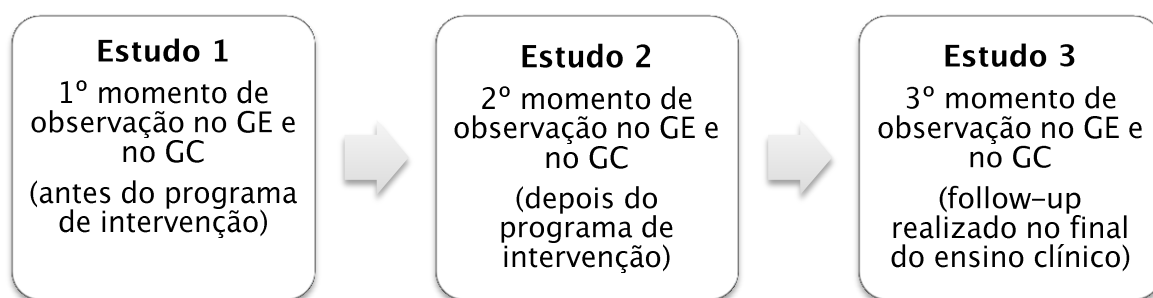 Estudo 1
1º momento de
observação no GE e
no GC
(antes do programa
de intervenção)
Estudo 2
2º momento de
observação no GE e
no GC
(depois do
programa de
intervenção)
Estudo 3
3º momento de
observação no GE e
no GC
(follow-up
realizado no final
do ensino clínico)